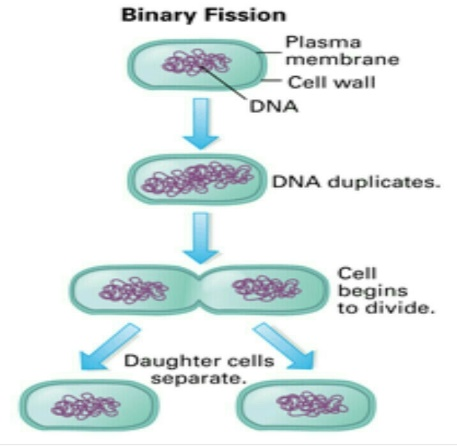 Binary Fission
Plasma
membrane
Cell wall
DNA
DNA duplicates.
Cell
begins
to divide.
Daughter cells
separate.